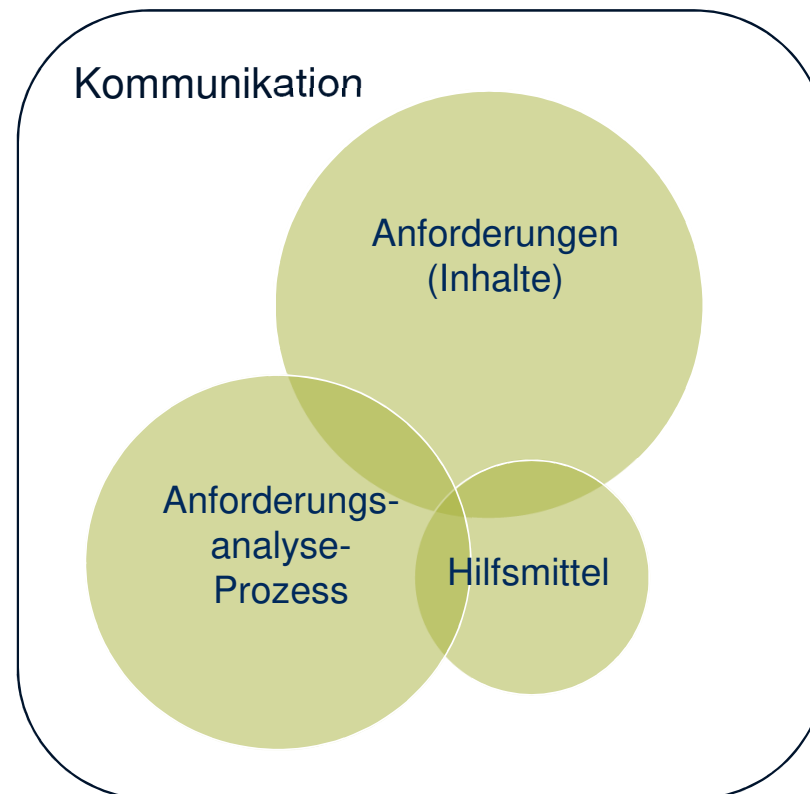 Kommunikation
Anforderungen
(Inhalte)
Anforderungs-
analyse-
Prozess
Hilfsmittel